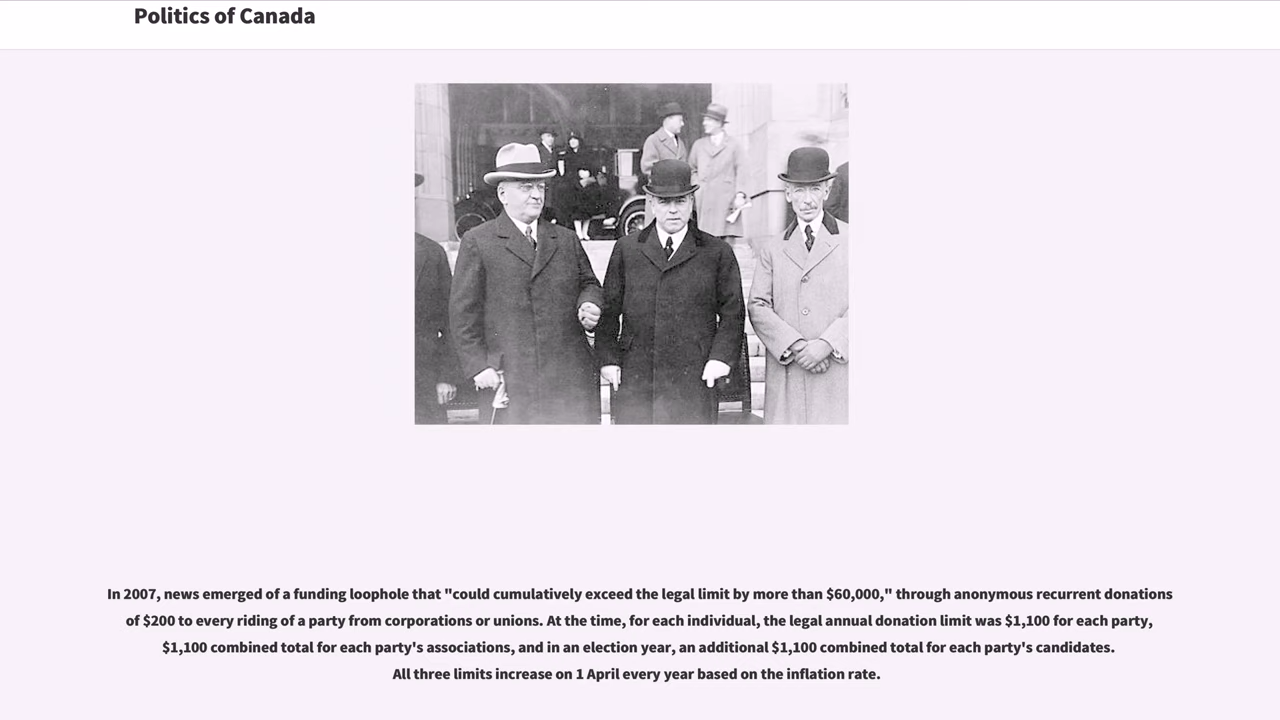 Politics of Canada
In 2007, news emerged of a funding loophole that "could cumulatively exceed the legal limit by more than $60,000," through anonymous recurrent donations
of $200 to every riding of a party from corporations or unions. At the time, for each individual, the legal annual donation limit was $1,100 for each party,
$1,100 combined total for each party's associations, and in an election year, an additional $1,100 combined total for each party's candidates.
All three limits increase on 1 April every year based on the inflation rate.